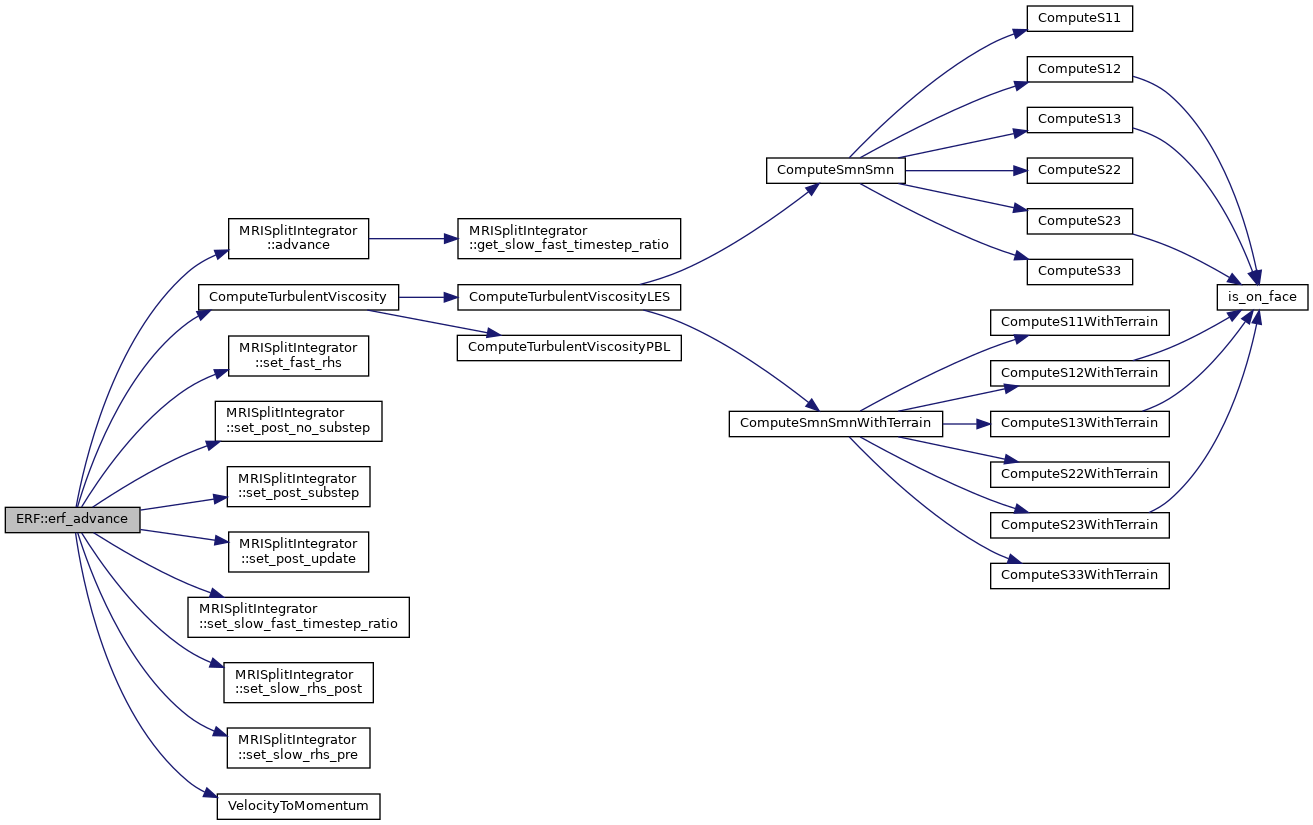 ERF::erf_advance
MRISplitIntegrator
::advance
ComputeTurbulentViscosity
MRISplitIntegrator
::set_fast_rhs
MRISplitIntegrator
::set_post_no_substep
MRISplitIntegrator
::set_post_substep
MRISplitIntegrator
::set_post_update
MRISplitIntegrator
::set_slow_fast_timestep_ratio
MRISplitIntegrator
::set_slow_rhs_post
MRISplitIntegrator
::set_slow_rhs_pre
VelocityToMomentum
MRISplitIntegrator
::get_slow_fast_timestep_ratio
ComputeTurbulentViscosityLES
ComputeTurbulentViscosityPBL
ComputeSmnSmn
ComputeSmnSmnWithTerrain
ComputeS11
ComputeS12
ComputeS13
ComputeS22
ComputeS23
ComputeS33
ComputeS11WithTerrain
ComputeS12WithTerrain
ComputeS13WithTerrain
ComputeS22WithTerrain
ComputeS23WithTerrain
ComputeS33WithTerrain
is_on_face